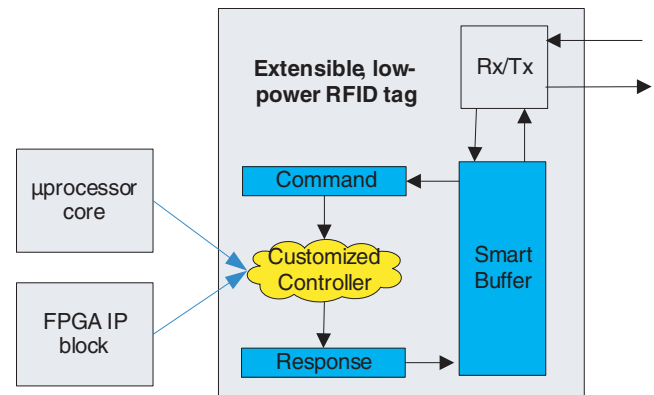 Extensible, low-
power RFID tag
Rx/Tx
µprocessor
core
Command
Customized
Controller
Smart
Buffer
FPGA IP
block
Response